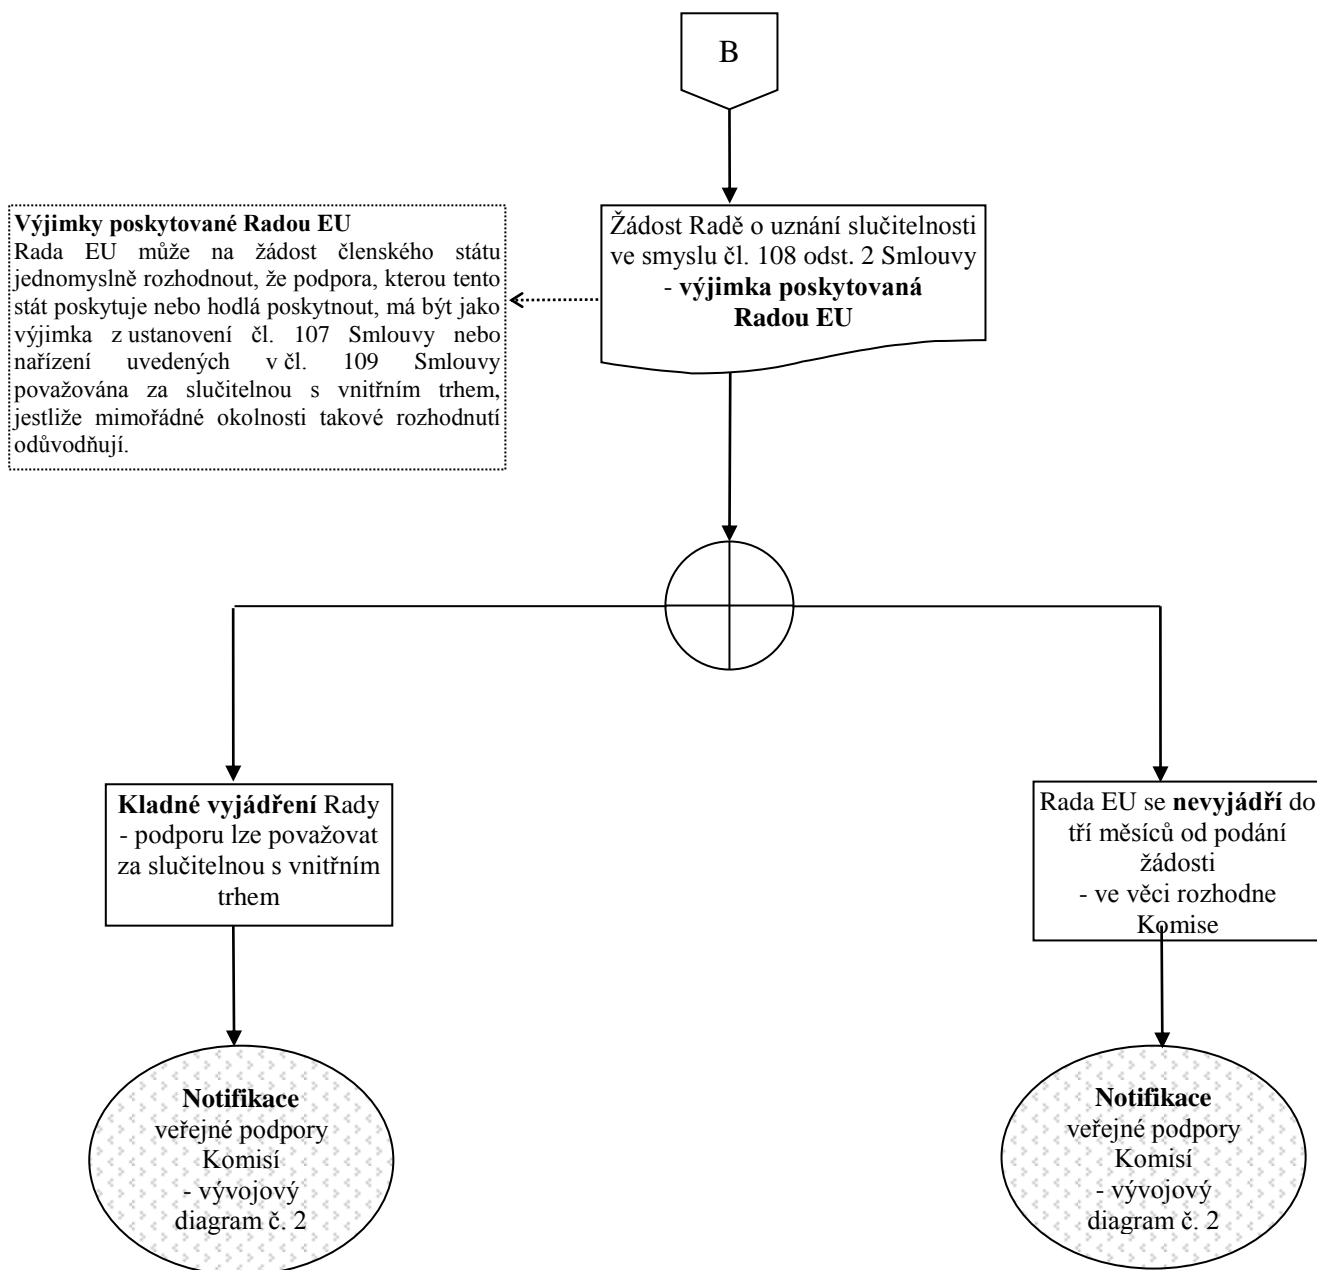 B
Výjimky poskytované Radou EU
Rada EU může na žádost členského státu
jednomyslně rozhodnout, že podpora, kterou tento
stát poskytuje nebo hodlá poskytnout, má být jako
výjimka z ustanovení čl. 107 Smlouvy nebo
nařízení uvedených v čl. 109 Smlouvy
považována za slučitelnou s vnitřním trhem,
jestliže mimořádné okolnosti takové rozhodnutí
odůvodňují.
Žádost Radě o uznání slučitelnosti
ve smyslu čl. 108 odst. 2 Smlouvy
- výjimka poskytovaná
Radou EU
Kladné vyjádření Rady
- podporu lze považovat
za slučitelnou s vnitřním
trhem
Rada EU se nevyjádří do
tří měsíců od podání
žádosti
- ve věci rozhodne
Komise
Notifikace
veřejné podpory
Komisí
- vývojový
diagram č. 2
Notifikace
veřejné podpory
Komisí
- vývojový
diagram č. 2